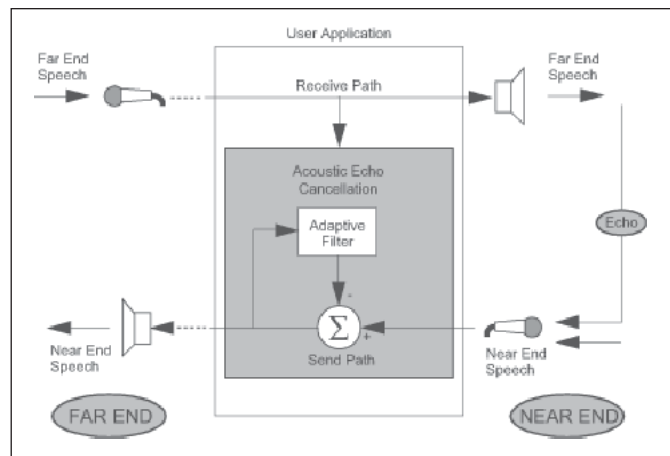 User Application
Far End
Speech
Receive Path
Far End
Speech
Acoustic Echo
Cancellation
Adaptive
Filter
Echo
-
Σ
+
Near End
Speech
Send Path
Near End
Speech
FAR END
NEAR END